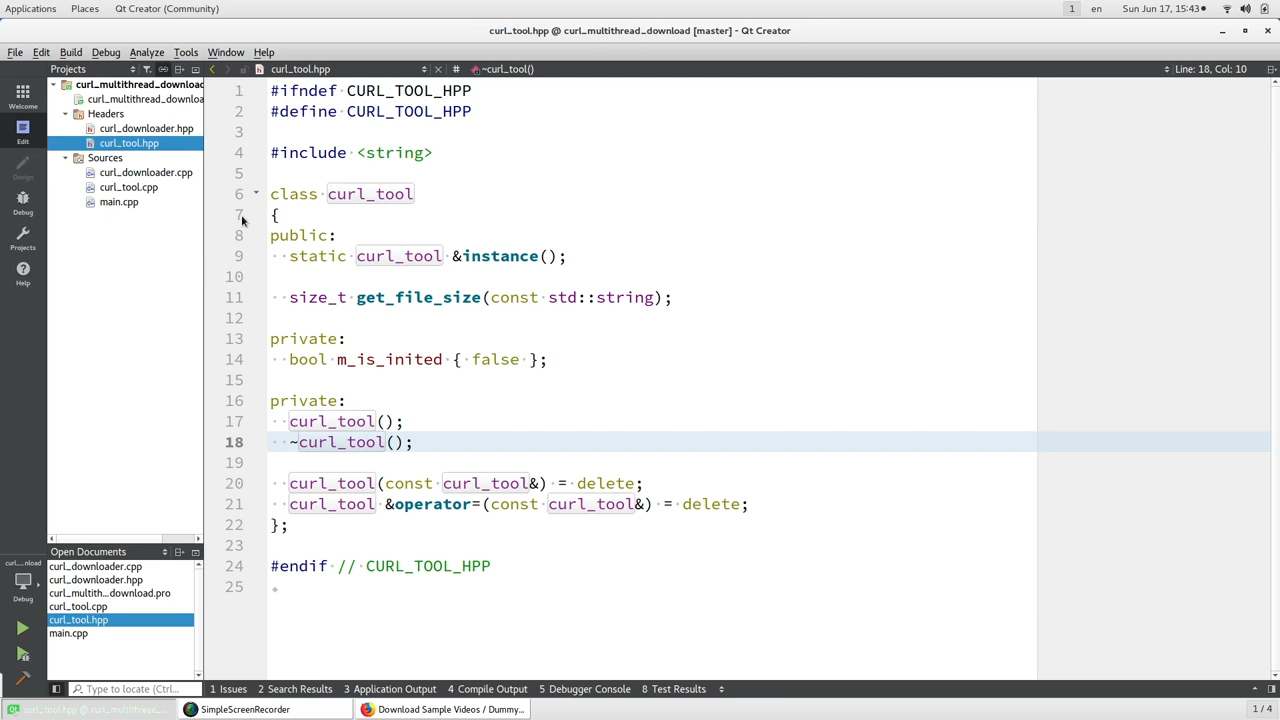 Applications Places Qt Creator (Community) 1 en Sun Jun 17, 15:43
curl_tool.hpp @ curl_multithread_download [master] - Qt Creator
File Edit Build Debug Analyze Tools Window Help
Projects curl_tool.hpp # ~curl_tool() Line: 18, Col: 10
Welcome
Edit
Design
Debug
Projects
Help
curl_multithread_download
curl_multithread_downloa
Headers
curl_downloader.hpp
curl_tool.hpp
Sources
curl_downloader.cpp
curl_tool.cpp
main.cpp
1 #ifndef CURL_TOOL_HPP
2 #define CURL_TOOL_HPP
3
4 #include <string>
5
6 class curl_tool
7 {
8 public:
9 static curl_tool &instance();
10
11 size_t get_file_size(const std::string);
12
13 private:
14 bool m_is_inited { false };
15
16 private:
17 curl_tool();
18 ~curl_tool();
19
20 curl_tool(const curl_tool&) = delete;
21 curl_tool &operator=(const curl_tool&) = delete;
22 };
23
24 #endif // CURL_TOOL_HPP
25
Open Documents
curl_downloader.cpp
curl_downloader.hpp
curl_multith...download.pro
curl_tool.cpp
curl_tool.hpp
main.cpp
curl_...nload
Debug
Type to locate (Ctrl... 1 Issues 2 Search Results 3 Application Output 4 Compile Output 5 Debugger Console 8 Test Results
curl_tool.hpp @ curl_multithread_... SimpleScreenRecorder Download Sample Videos / Dummy... 1 / 4